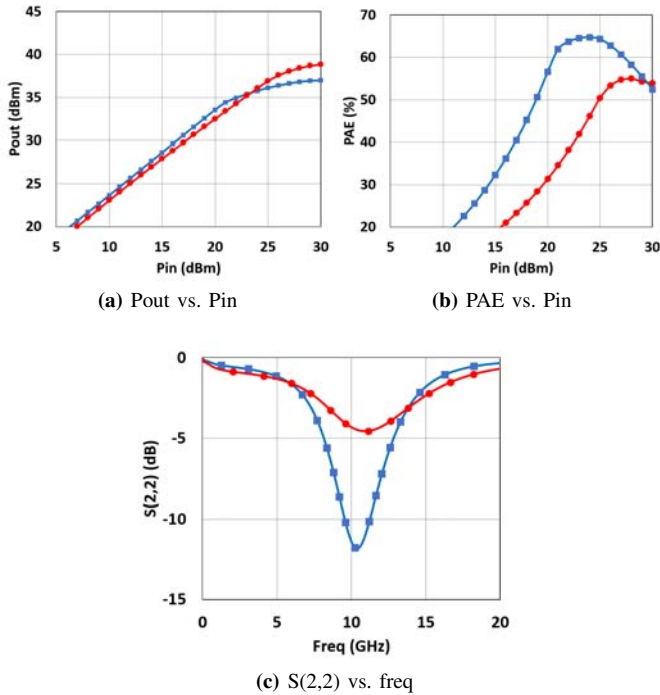 45
40
35
30
25
20
Pout (dBm)
5 10 15 20 25 30
Pin (dBm)
(a) Pout vs. Pin
70
60
50
40
30
20
PAE (%)
5 10 15 20 25 30
Pin (dBm)
(b) PAE vs. Pin
0
-5
-10
-15
S(2,2) (dB)
0 5 10 15 20
Freq (GHz)
(c) S(2,2) vs. freq